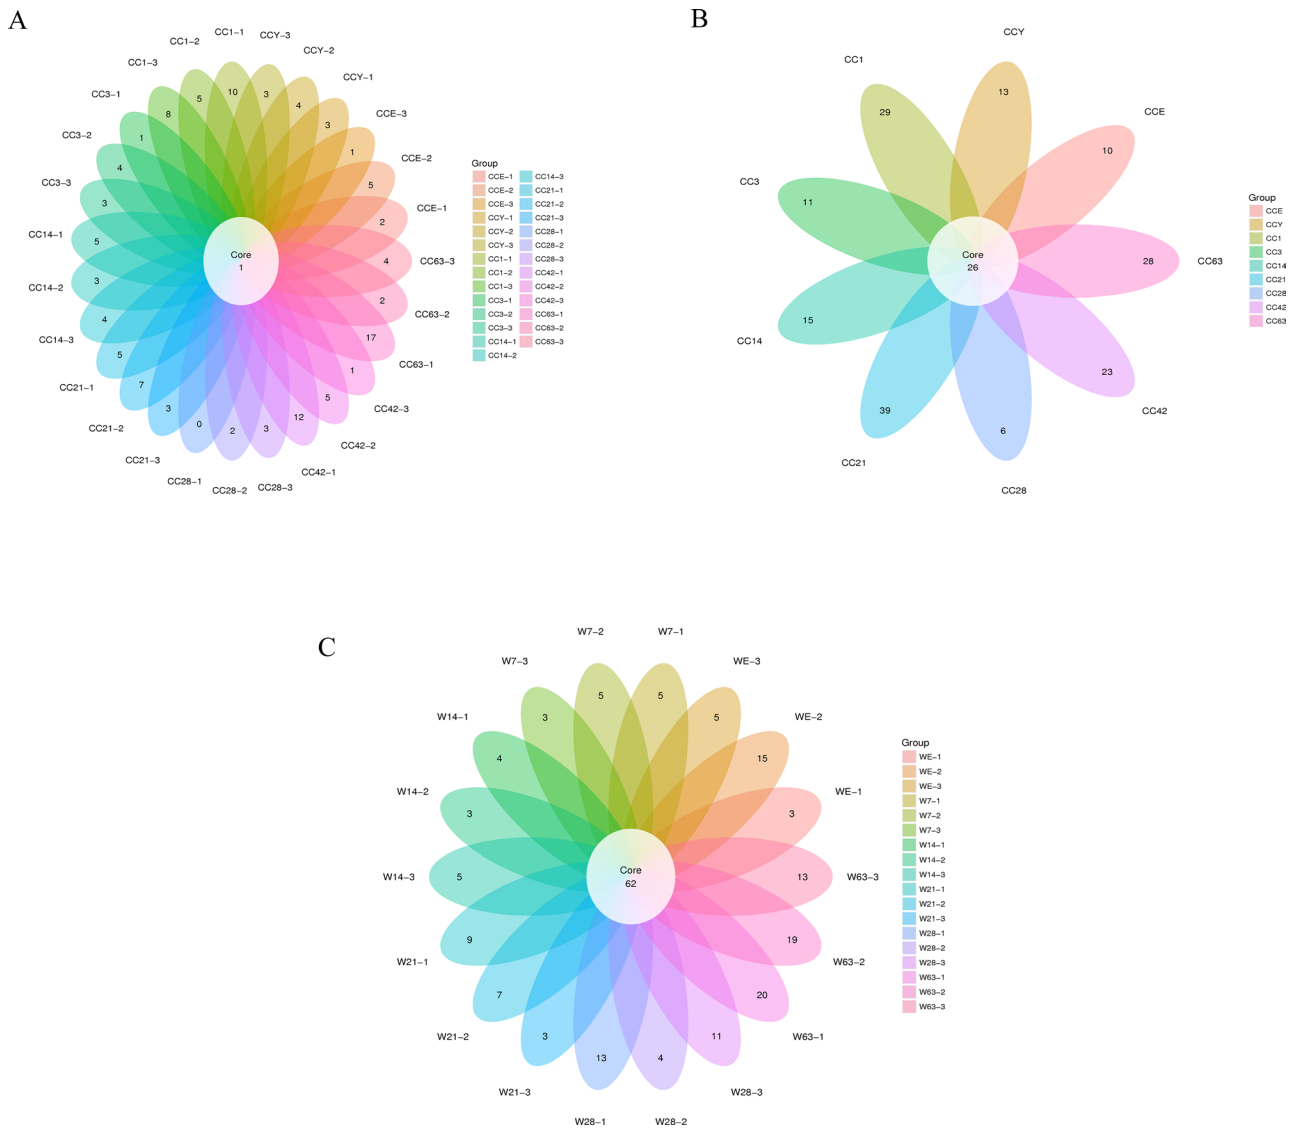 A
CC1-1
CCY-3
CC1-2
CCY-2
CC1-3
CCY-1
CC3-1
CCE-3
CC3-2
CCE-2
CC3-3
CCE-1
CC14-1
CC63-3
CC14-2
CC63-2
CC14-3
CC63-1
CC21-1
CC42-3
CC21-2
CC42-2
CC21-3
CC42-1
CC28-1
CC28-2
CC28-3
10
3
5
4
8
3
1
1
4
5
3
2
5
4
3
2
4
17
5
1
7
5
3
12
0
2
3
Core
1
Group
CCE-1
CCE-2
CCE-3
CCY-1
CCY-2
CCY-3
CC1-1
CC1-2
CC1-3
CC3-1
CC3-2
CC3-3
CC14-1
CC14-2
CC14-3
CC21-1
CC21-2
CC21-3
CC28-1
CC28-2
CC28-3
CC42-1
CC42-2
CC42-3
CC63-1
CC63-2
CC63-3
B
CCY
CC1
CCE
CC3
CC63
CC14
CC42
CC21
CC28
13
29
10
11
28
15
23
39
6
Core
26
Group
CCE
CCY
CC1
CC3
CC14
CC21
CC28
CC42
CC63
C
W7-2
W7-1
W7-3
WE-3
W14-1
WE-2
W14-2
WE-1
W14-3
W63-3
W21-1
W63-2
W21-2
W63-1
W21-3
W28-3
W28-1
W28-2
5
5
3
5
4
15
3
3
5
13
9
19
7
20
3
11
13
4
Core
62
Group
WE-1
WE-2
WE-3
W7-1
W7-2
W7-3
W14-1
W14-2
W14-3
W21-1
W21-2
W21-3
W28-1
W28-2
W28-3
W63-1
W63-2
W63-3